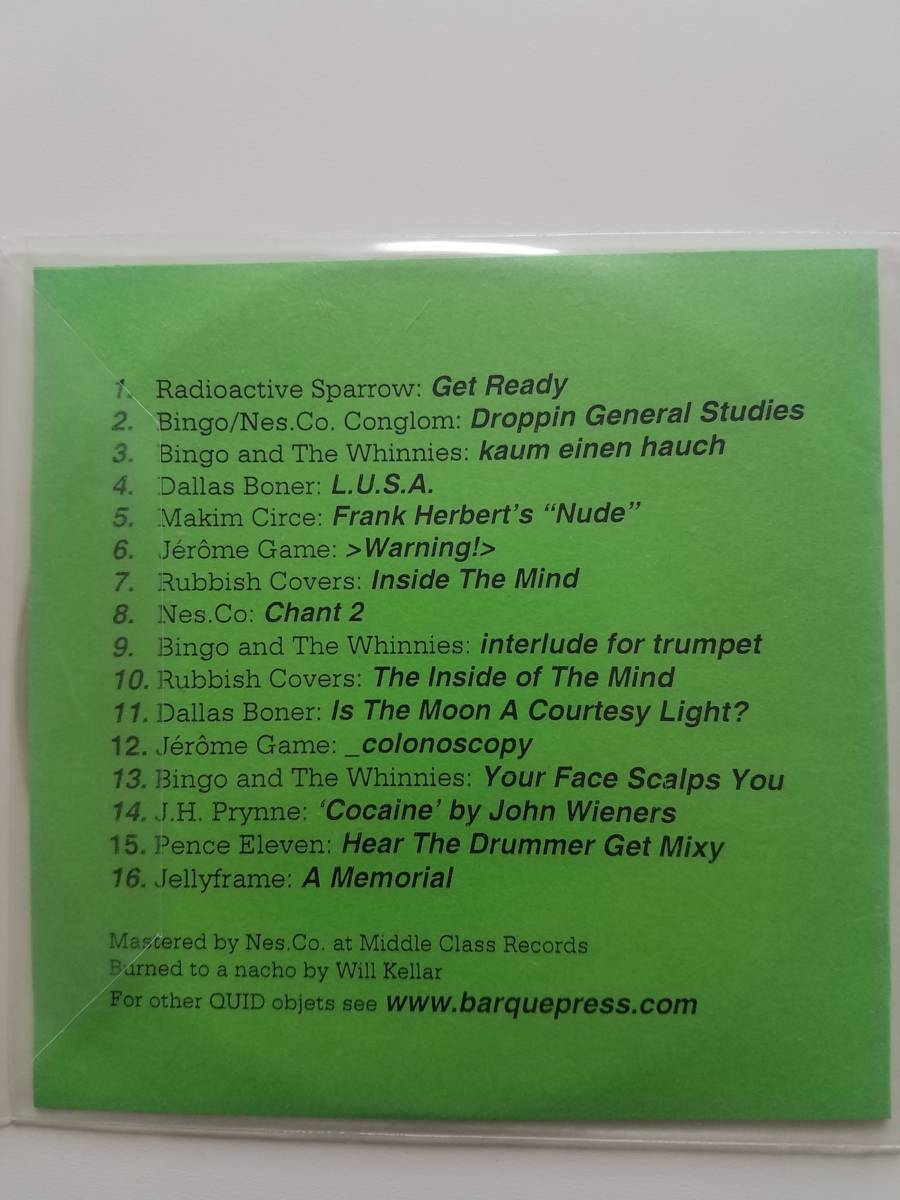 1. Radioactive Sparrow: Get Ready
2. Bingo/Nes.Co. Conglom: Droppin General Studies
3. Bingo and The Whinnies: kaum einen hauch
4. Dallas Boner: L.U.S.A.
5. Makim Circe: Frank Herbert's “Nude”
6. Jérôme Game: >Warning!>
7. Rubbish Covers: Inside The Mind
8. Nes.Co: Chant 2
9. Bingo and The Whinnies: interlude for trumpet
10. Rubbish Covers: The Inside of The Mind
11. Dallas Boner: Is The Moon A Courtesy Light?
12. Jérôme Game: _colonoscopy
13. Bingo and The Whinnies: Your Face Scalps You
14. J.H. Prynne: ‘Cocaine’ by John Wieners
15. Pence Eleven: Hear The Drummer Get Mixy
16. Jellyframe: A Memorial
Mastered by Nes.Co. at Middle Class Records
Burned to a nacho by Will Kellar
For other QUID objets see www.barquepress.com